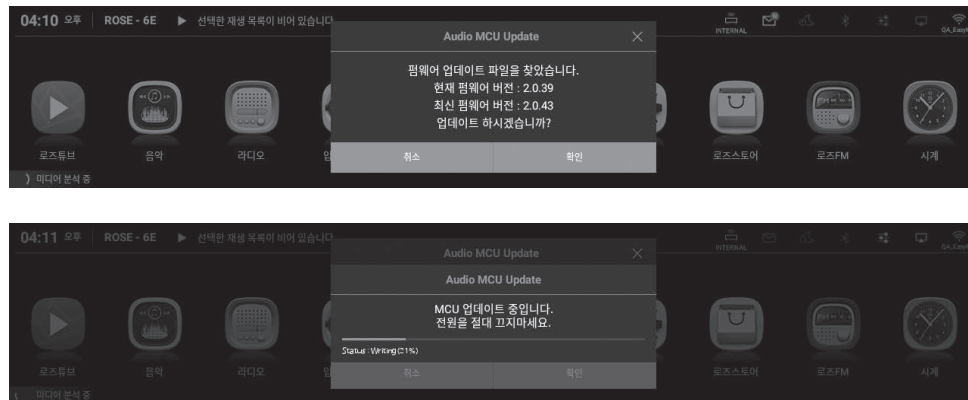 04:10 오후 ROSE - 6E ▶ 선택한 재생 목록이 비어 있습니다
INTERNAL
Audio MCU Update
펌웨어 업데이트 파일을 찾았습니다.
현재 펌웨어 버전 : 2.0.39
최신 펌웨어 버전 : 2.0.43
업데이트 하시겠습니까?
취소 확인
로즈튜브 음악 라디오 로즈스토어 로즈FM 시계
미디어 분석 중
04:11 오후 ROSE - 6E ▶ 선택한 재생 목록이 비어 있습니다
INTERNAL
Audio MCU Update
Audio MCU Update
MCU 업데이트 중입니다.
전원을 절대 끄지마세요.
Status : Writing
취소 확인
로즈튜브 음악 라디오 로즈스토어 로즈FM 시계
미디어 분석 중